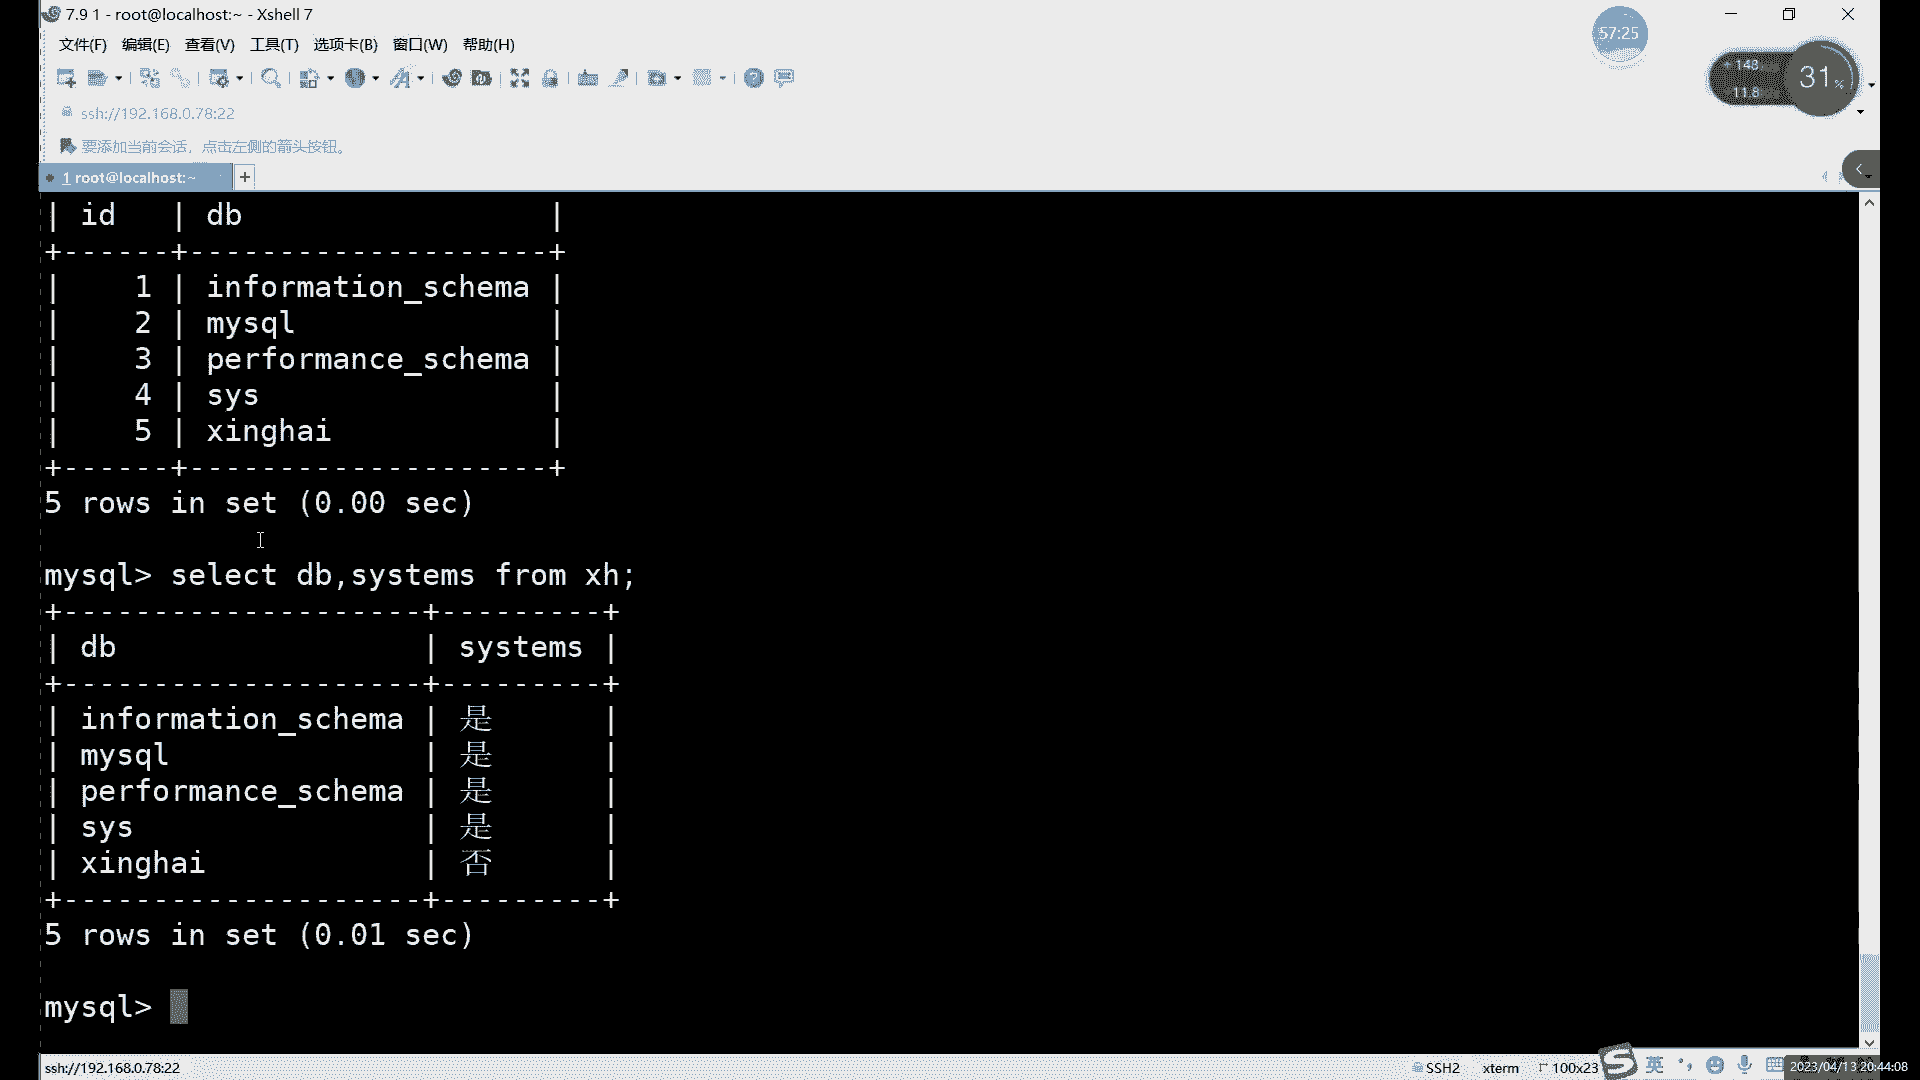 7.9 1 - root@localhost:~ - Xshell 7
57:25
文件(F) 编辑(E) 查看(V) 工具(T) 选项卡(B) 窗口(W) 帮助(H)
+ 148
11.8
31%
ssh://192.168.0.78:22
要添加当前会话，点击左侧的箭头按钮。
1 root@localhost:~ +
| id   | db                 |
+------+--------------------+
|    1 | information_schema |
|    2 | mysql              |
|    3 | performance_schema |
|    4 | sys                |
|    5 | xinghai            |
+------+--------------------+
5 rows in set (0.00 sec)
mysql> select db,systems from xh;
+--------------------+---------+
| db                 | systems |
+--------------------+---------+
| information_schema | 是      |
| mysql              | 是      |
| performance_schema | 是      |
| sys                | 是      |
| xinghai            | 否      |
+--------------------+---------+
5 rows in set (0.01 sec)
mysql>
ssh://192.168.0.78:22 SSH2 xterm 100x23 英 2023/04/13 20:44:08